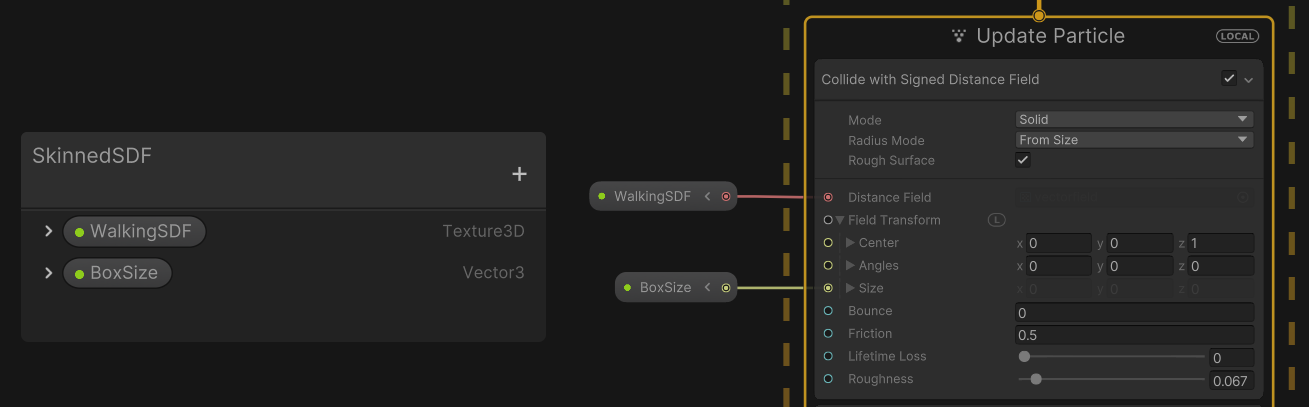 Update Particle
LOCAL
Collide with Signed Distance Field
Mode Solid
Radius Mode From Size
Rough Surface
SkinnedSDF
+
WalkingSDF Texture3D
BoxSize Vector3
WalkingSDF <
BoxSize <
Distance Field
Field Transform L
Center x 0 y 0 z 1
Angles x 0 y 0 z 0
Size x 0 y 0 z 0
Bounce 0
Friction 0.5
Lifetime Loss 0
Roughness 0.067